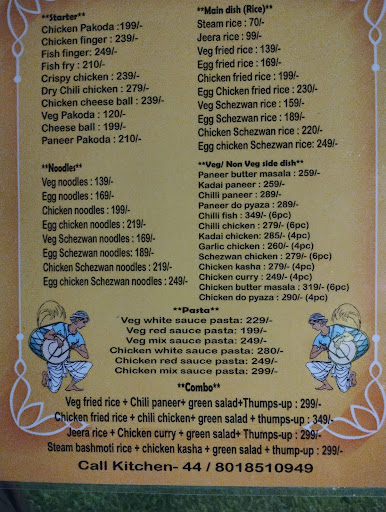 **Starter**
Chicken Pakoda :199/-
Chicken finger : 239/-
Fish finger: 249/-
Fish fry : 210/-
Crispy chicken : 239/-
Dry Chili chicken : 279/-
Chicken cheese ball : 239/-
Veg Pakoda : 120/-
Cheese ball : 199/-
Paneer Pakoda : 210/-
**Main dish (Rice)**
Steam rice : 70/-
Jeera rice : 99/-
Veg fried rice : 139/-
Egg fried rice : 169/-
Chicken fried rice : 199/-
Egg Chicken fried rice : 230/-
Veg Schezwan rice : 159/-
Egg Schezwan rice : 189/-
Chicken Schezwan rice : 220/-
Egg chicken Schezwan rice: 249/-
**Noodles**
Veg noodles : 139/-
Egg noodles : 169/-
Chicken noodles : 199/-
Egg chicken noodles : 219/-
Veg Schezwan noodles : 169/-
Egg Schezwan noodles: 189/-
Chicken Schezwan noodles : 219/-
Egg chicken Schezwan noodles : 249/-
**Veg/ Non Veg side dish**
Paneer butter masala : 259/-
Kadai paneer : 259/-
Chilli paneer : 289/-
Paneer do pyaza : 289/-
Chilli fish : 349/- (6pc)
Chilli chicken : 279/- (6pc)
Kadai chicken: 285/- (4pc)
Garlic chicken : 260/- (4pc)
Schezwan chicken : 279/- (6pc)
Chicken kasha : 279/- (4pc)
Chicken curry : 249/- (4pc)
Chicken butter masala : 319/- (6pc)
Chicken do pyaza : 290/- (4pc)
**Pasta**
Veg white sauce pasta: 229/-
Veg red sauce pasta: 199/-
Veg mix sauce pasta: 249/-
Chicken white sauce pasta: 280/-
Chicken red sauce pasta: 249/-
Chicken mix sauce pasta: 299/-
**Combo**
Veg fried rice + Chili paneer+ green salad+Thumps-up : 299/-
Chicken fried rice + chili chicken+ green salad + thumps-up : 349/-
Jeera rice + Chicken curry + green salad+ Thumps-up : 299/-
Steam bashmoti rice + chicken kasha + green salad + thump-up : 299/-
Call Kitchen- 44 / 8018510949